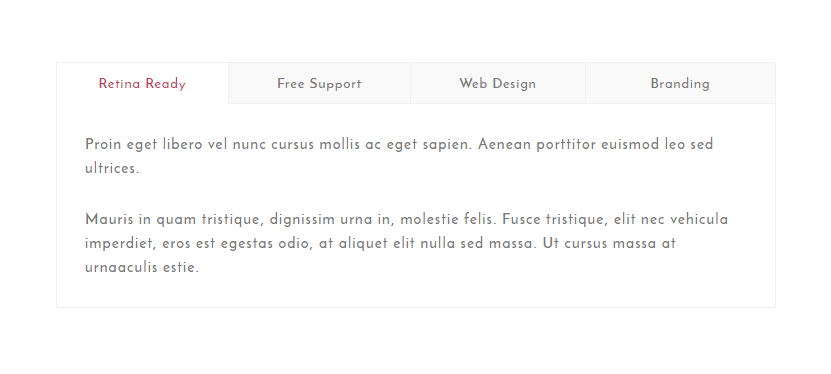 Retina Ready
Free Support
Web Design
Branding
Proin eget libero vel nunc cursus mollis ac eget sapien. Aenean porttitor euismod leo sed
ultrices.
Mauris in quam tristique, dignissim urna in, molestie felis. Fusce tristique, elit nec vehicula
imperdiet, eros est egestas odio, at aliquet elit nulla sed massa. Ut cursus massa at
urnaaculis estie.